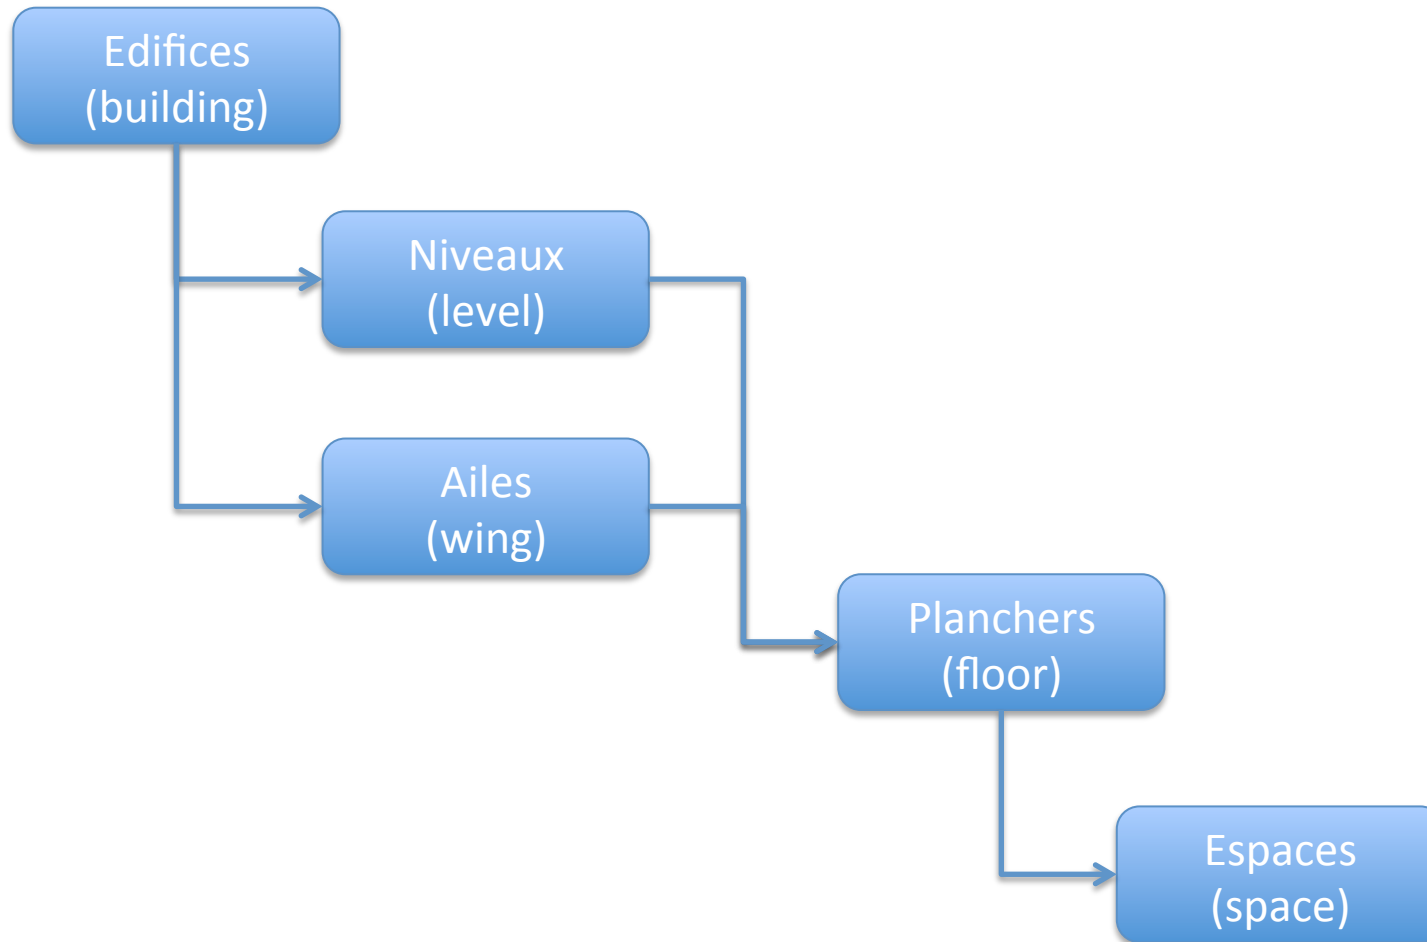 Edifices
(building)
Niveaux
(level)
Ailes
(wing)
Planchers
(floor)
Espaces
(space)